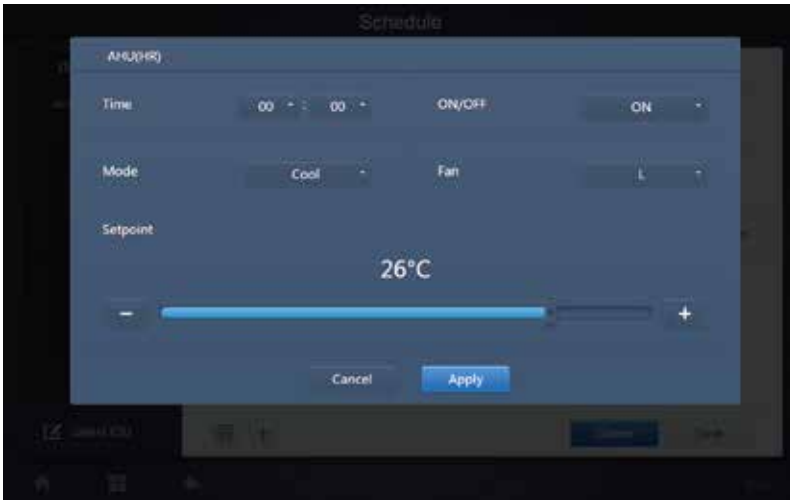 Schedule
AHU(HR)
Time 00 : 00 ON/OFF ON
Mode Cool Fan L
Setpoint
26°C
− +
Cancel Apply